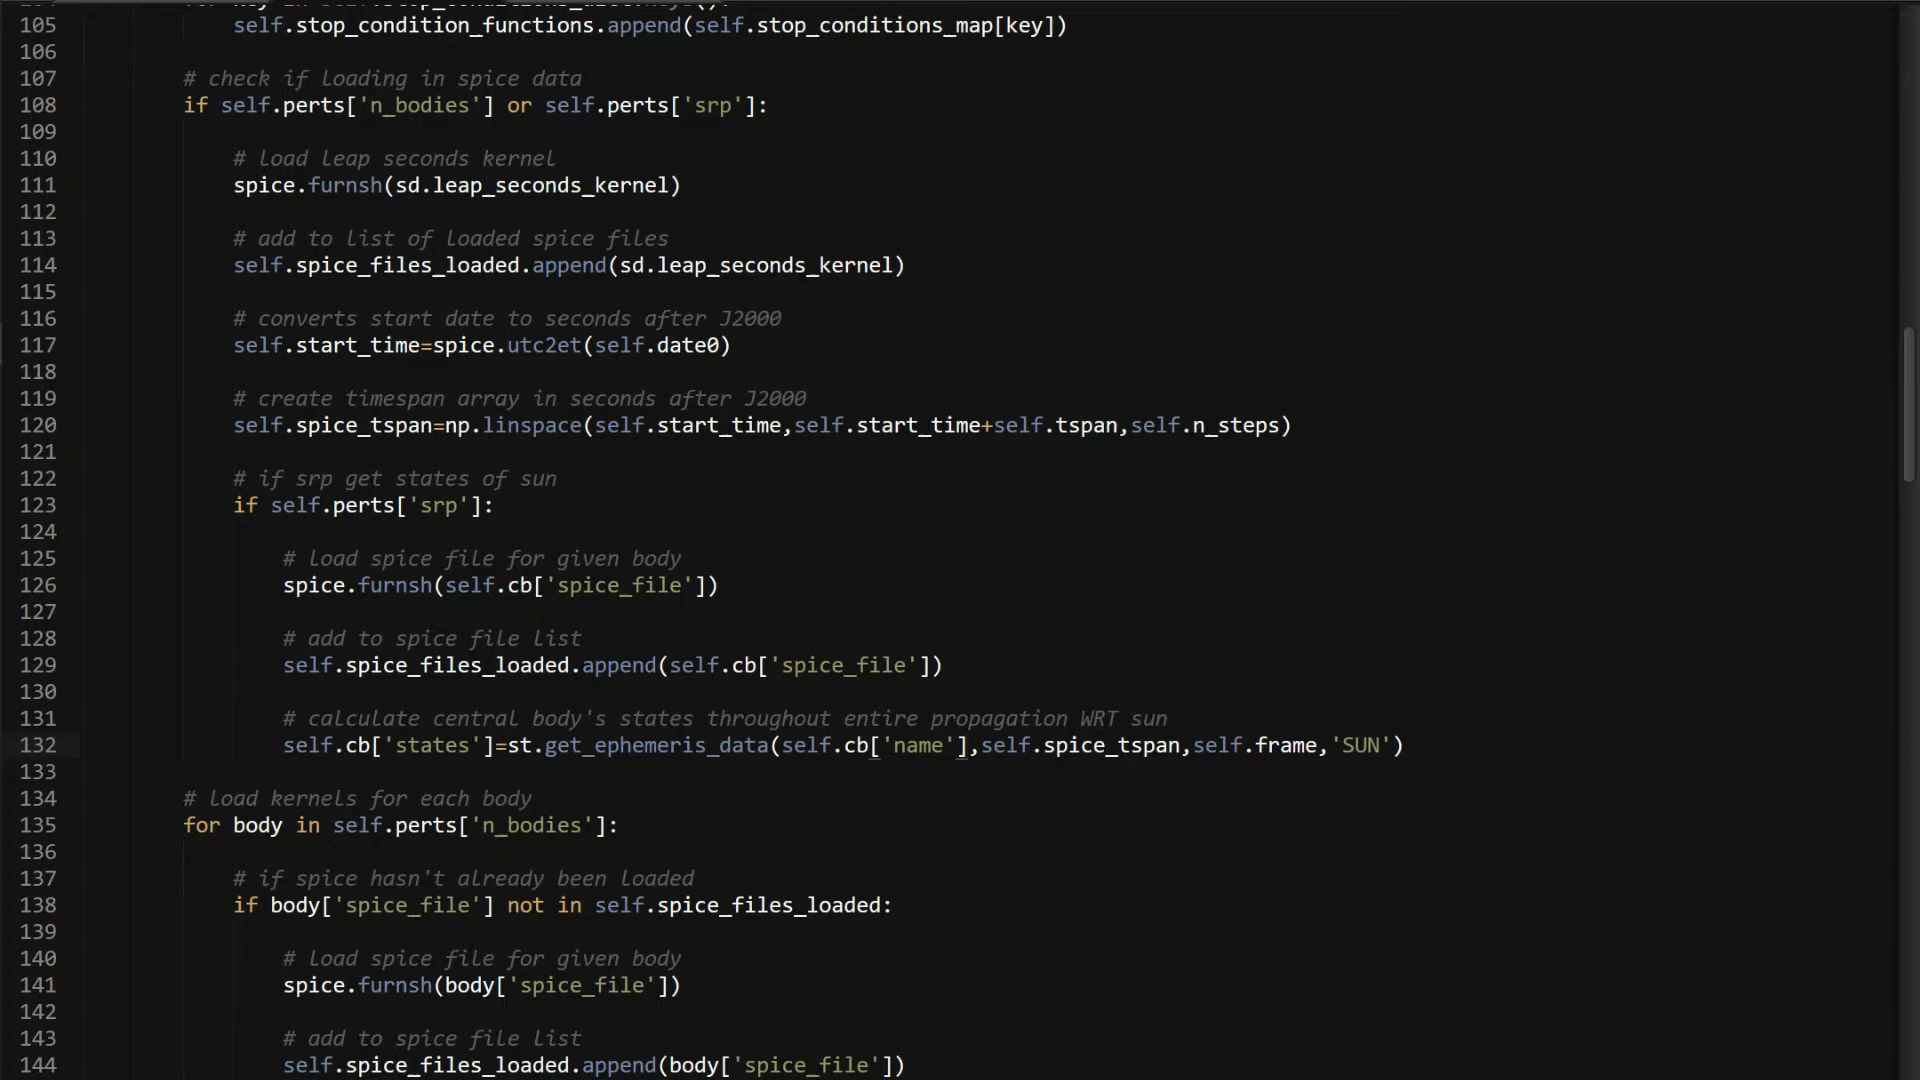 105 self.stop_condition_functions.append(self.stop_conditions_map[key])
106
107 # check if loading in spice data
108 if self.perts['n_bodies'] or self.perts['srp']:
109
110 # load leap seconds kernel
111 spice.furnsh(sd.leap_seconds_kernel)
112
113 # add to list of loaded spice files
114 self.spice_files_loaded.append(sd.leap_seconds_kernel)
115
116 # converts start date to seconds after J2000
117 self.start_time=spice.utc2et(self.date0)
118
119 # create timespan array in seconds after J2000
120 self.spice_tspan=np.linspace(self.start_time,self.start_time+self.tspan,self.n_steps)
121
122 # if srp get states of sun
123 if self.perts['srp']:
124
125 # load spice file for given body
126 spice.furnsh(self.cb['spice_file'])
127
128 # add to spice file list
129 self.spice_files_loaded.append(self.cb['spice_file'])
130
131 # calculate central body's states throughout entire propagation WRT sun
132 self.cb['states']=st.get_ephemeris_data(self.cb['name'],self.spice_tspan,self.frame,'SUN')
133
134 # load kernels for each body
135 for body in self.perts['n_bodies']:
136
137 # if spice hasn't already been loaded
138 if body['spice_file'] not in self.spice_files_loaded:
139
140 # load spice file for given body
141 spice.furnsh(body['spice_file'])
142
143 # add to spice file list
144 self.spice_files_loaded.append(body['spice_file'])